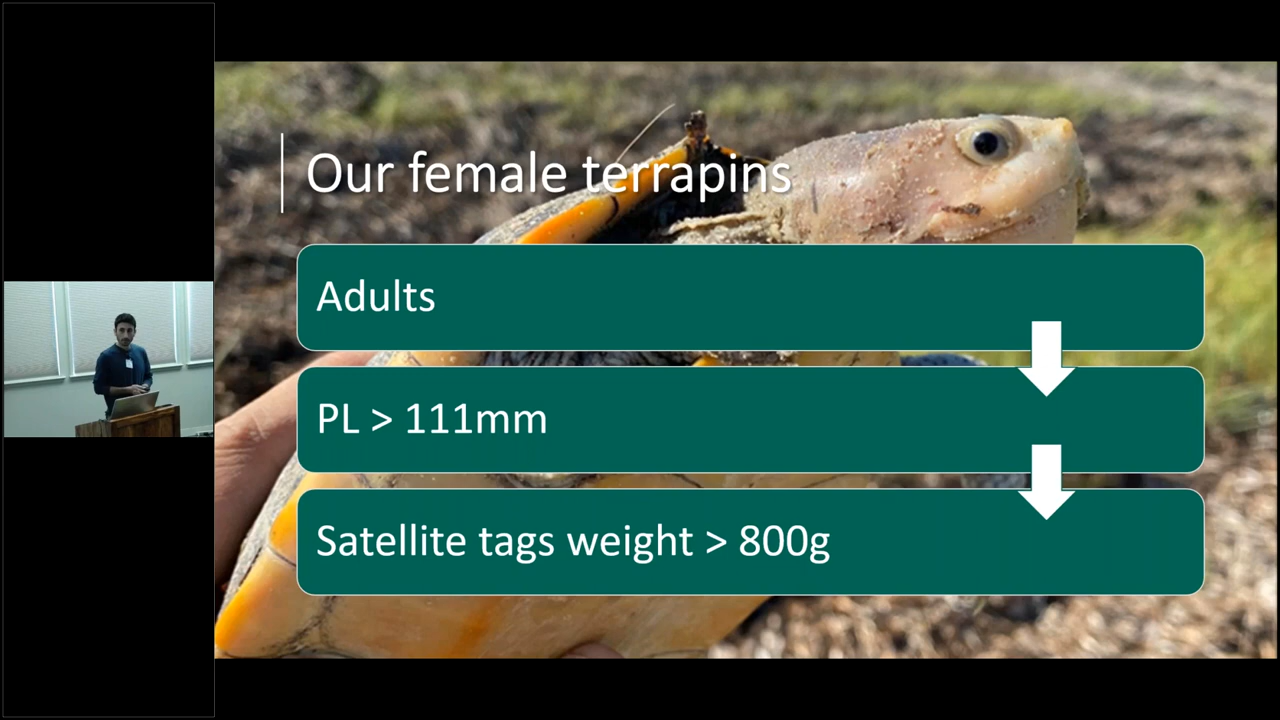 Our female terrapins
Adults
PL > 111mm
Satellite tags weight > 800g